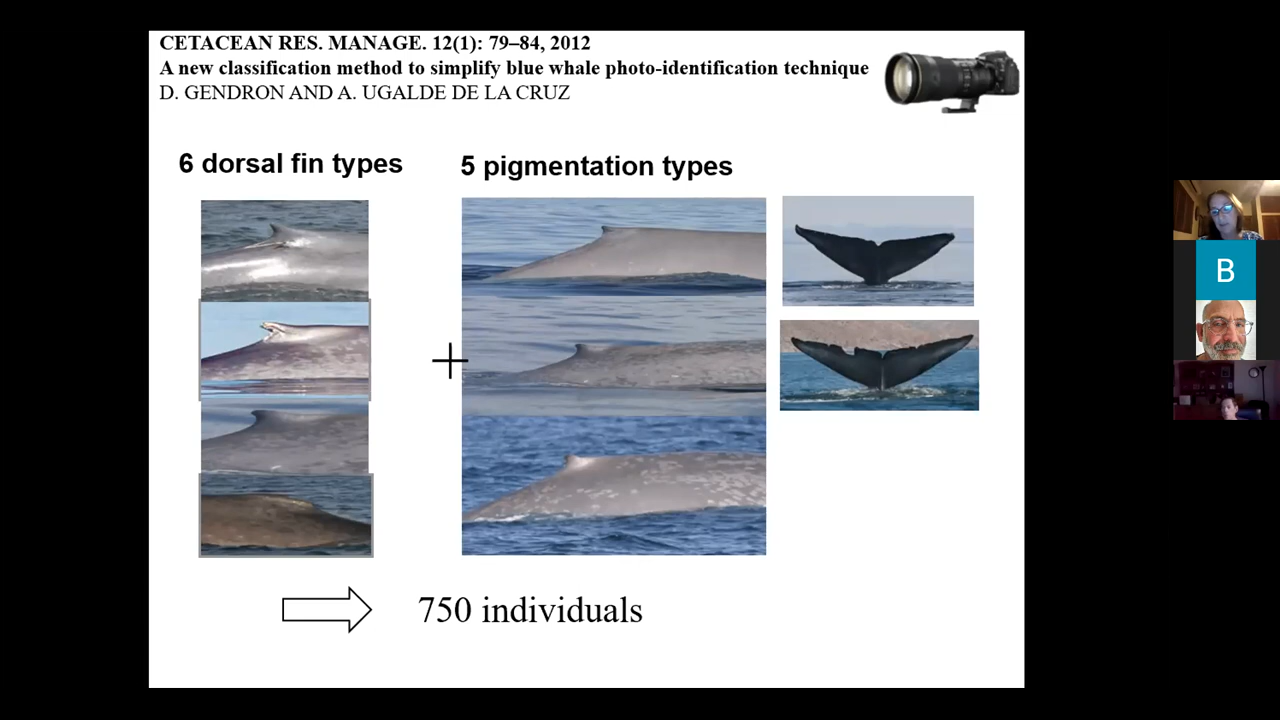 CETACEAN RES. MANAGE. 12(1): 79–84, 2012
A new classification method to simplify blue whale photo-identification technique
D. GENDRON AND A. UGALDE DE LA CRUZ
6 dorsal fin types
5 pigmentation types
+
B
750 individuals